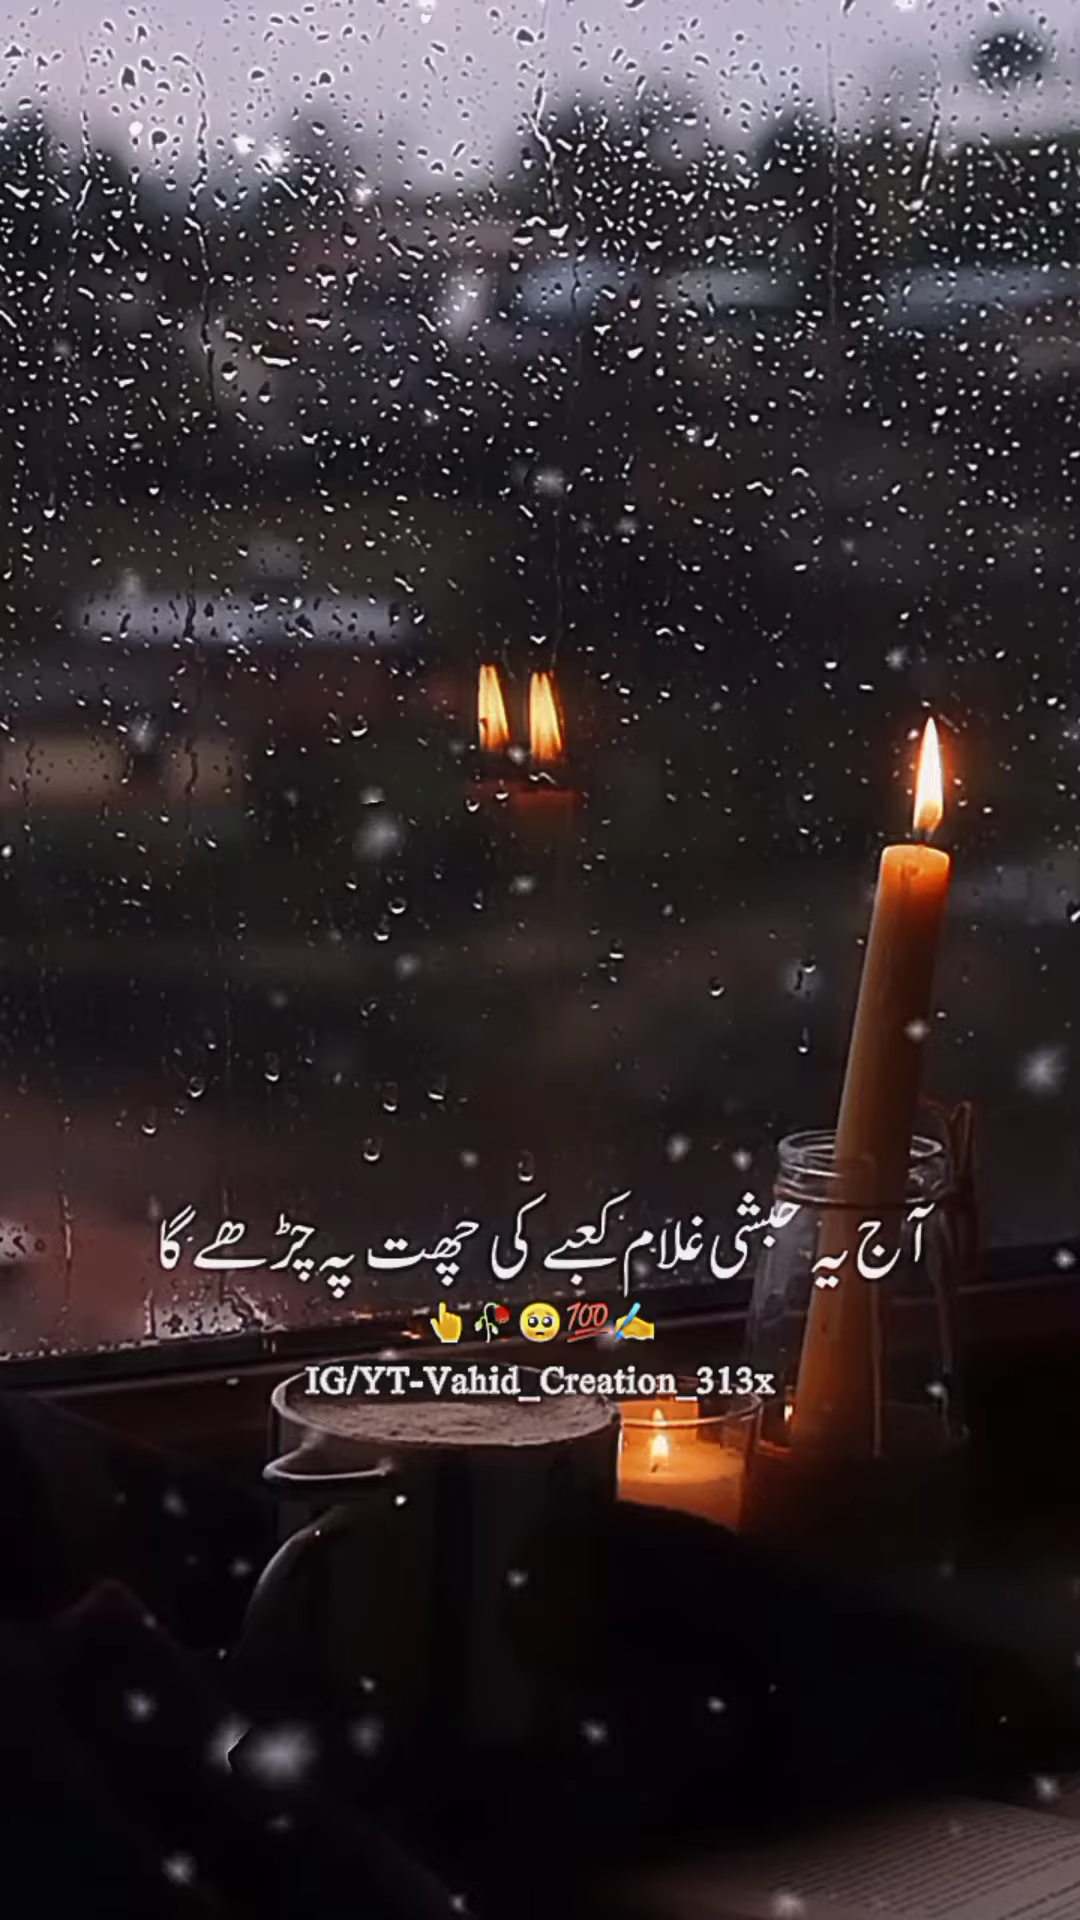 آج یہ حبشی غلام کعبے کی چھت پہ چڑھے گا
👆🥀🥺💯✍️
IG/YT-Vahid_Creation_313x